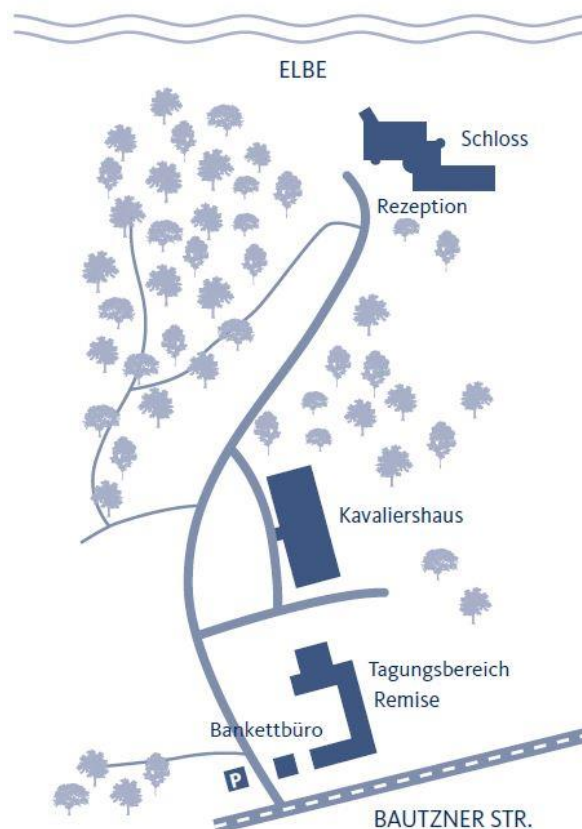 ELBE
Schloss
Rezeption
Kavaliershaus
Tagungsbereich
Remise
Bankettbüro
P
BAUTZNER STR.